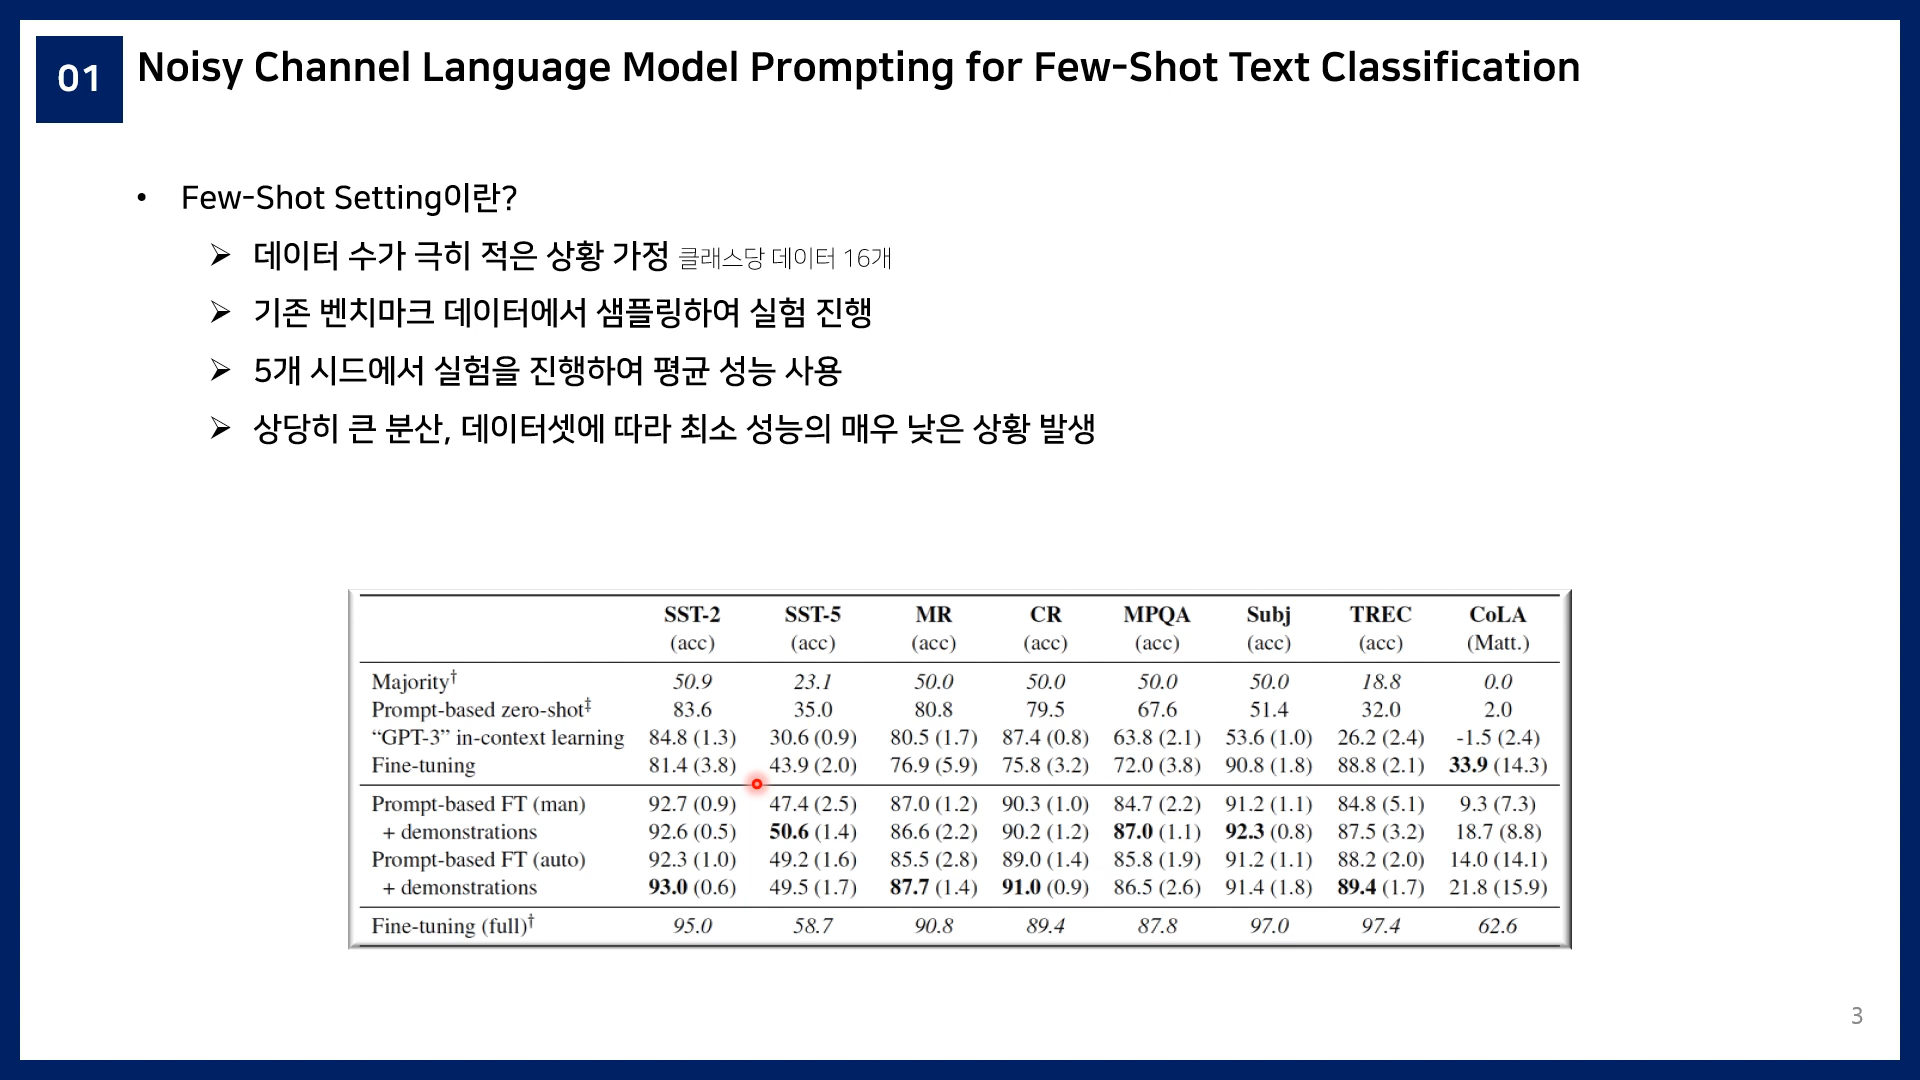 01
Noisy Channel Language Model Prompting for Few-Shot Text Classification
• Few-Shot Setting이란?
➢ 데이터 수가 극히 적은 상황 가정 클래스당 데이터 16개
➢ 기존 벤치마크 데이터에서 샘플링하여 실험 진행
➢ 5개 시드에서 실험을 진행하여 평균 성능 사용
➢ 상당히 큰 분산, 데이터셋에 따라 최소 성능의 매우 낮은 상황 발생
SST-2 SST-5 MR CR MPQA Subj TREC CoLA
(acc) (acc) (acc) (acc) (acc) (acc) (acc) (Matt.)
Majority† 50.9 23.1 50.0 50.0 50.0 50.0 18.8 0.0
Prompt-based zero-shot‡ 83.6 35.0 80.8 79.5 67.6 51.4 32.0 2.0
“GPT-3” in-context learning 84.8 (1.3) 30.6 (0.9) 80.5 (1.7) 87.4 (0.8) 63.8 (2.1) 53.6 (1.0) 26.2 (2.4) -1.5 (2.4)
Fine-tuning 81.4 (3.8) 43.9 (2.0) 76.9 (5.9) 75.8 (3.2) 72.0 (3.8) 90.8 (1.8) 88.8 (2.1) 33.9 (14.3)
Prompt-based FT (man) 92.7 (0.9) 47.4 (2.5) 87.0 (1.2) 90.3 (1.0) 84.7 (2.2) 91.2 (1.1) 84.8 (5.1) 9.3 (7.3)
+ demonstrations 92.6 (0.5) 50.6 (1.4) 86.6 (2.2) 90.2 (1.2) 87.0 (1.1) 92.3 (0.8) 87.5 (3.2) 18.7 (8.8)
Prompt-based FT (auto) 92.3 (1.0) 49.2 (1.6) 85.5 (2.8) 89.0 (1.4) 85.8 (1.9) 91.2 (1.1) 88.2 (2.0) 14.0 (14.1)
+ demonstrations 93.0 (0.6) 49.5 (1.7) 87.7 (1.4) 91.0 (0.9) 86.5 (2.6) 91.4 (1.8) 89.4 (1.7) 21.8 (15.9)
Fine-tuning (full)† 95.0 58.7 90.8 89.4 87.8 97.0 97.4 62.6
3